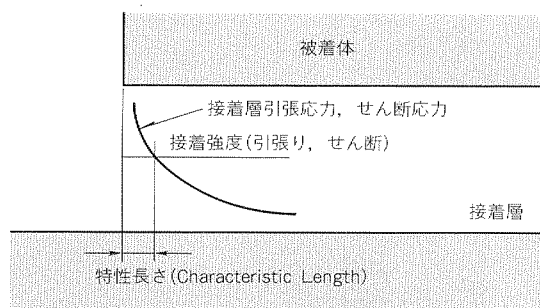 被着体
接着層引張応力，せん断応力
接着強度(引張り，せん断)
接着層
特性長さ(Characteristic Length)